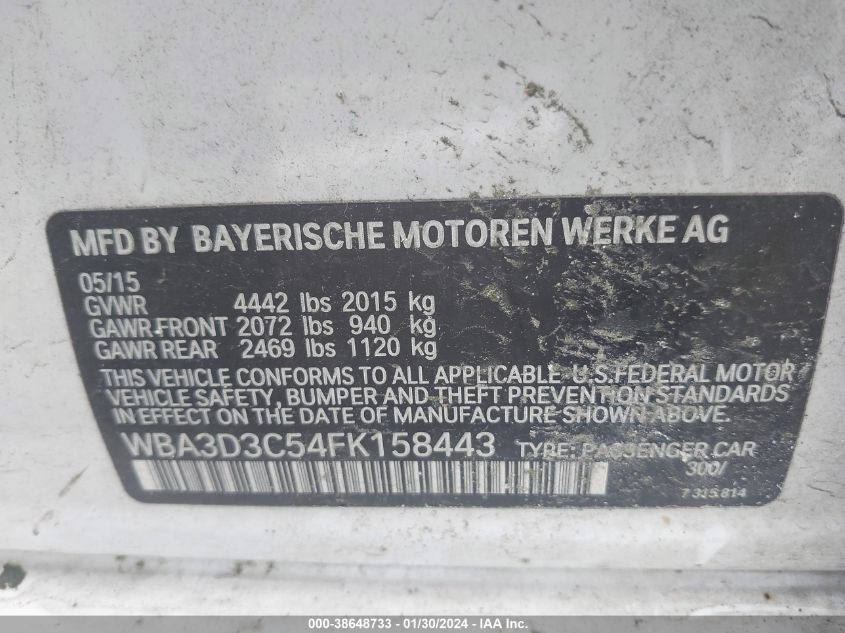 MFD BY BAYERISCHE MOTOREN WERKE AG
05/15
GVWR 4442 lbs 2015 kg
GAWR FRONT 2072 lbs 940 kg
GAWR REAR 2469 lbs 1120 kg
THIS VEHICLE CONFORMS TO ALL APPLICABLE U.S. FEDERAL MOTOR
VEHICLE SAFETY, BUMPER AND THEFT PREVENTION STANDARDS
IN EFFECT ON THE DATE OF MANUFACTURE SHOWN ABOVE.
WBA3D3C54FK158443 TYPE: PASSENGER CAR
300/
7 315 814
000-38648733 - 01/30/2024 - IAA Inc.